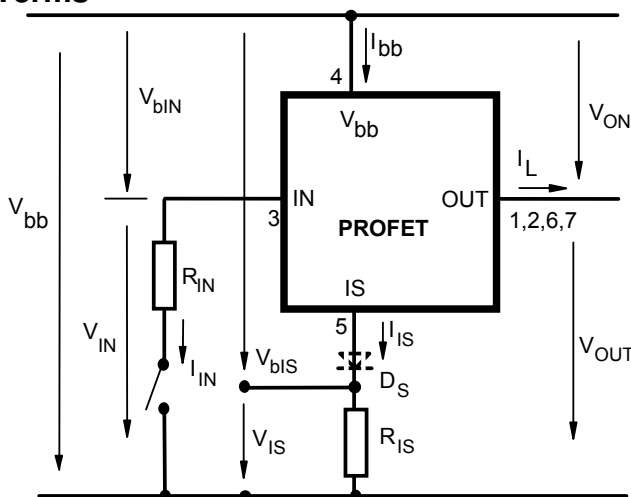 Terms
I_bb
4
V_bIN
V_bb
V_ON
I_L
V_bb
IN
OUT
3
PROFET
1,2,6,7
R_IN
IS
5
I_IS
V_IN
I_IN
V_bIS
D_S
V_OUT
V_IS
R_IS